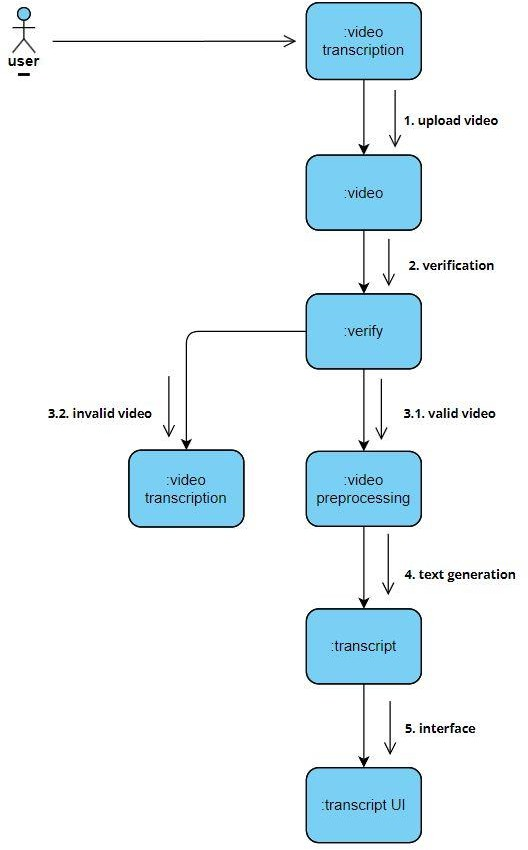 :video
transcription
user
1. upload video
:video
2. verification
:verify
3.2. invalid video
3.1. valid video
:video
transcription
:video
preprocessing
4. text generation
:transcript
5. interface
:transcript UI